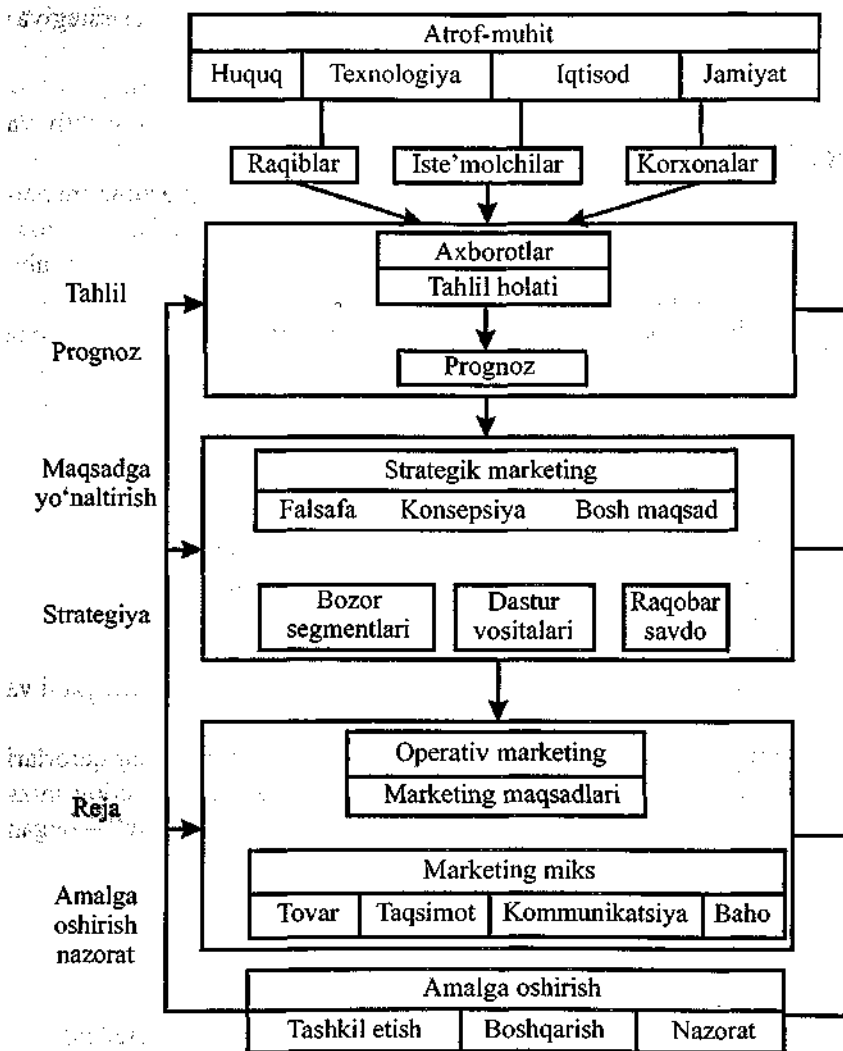 Atrof-muhit
Huquq Texnologiya Iqtisod Jamiyat
Raqiblar Iste’molchilar Korxonalar
Axborotlar
Tahlil holati
Tahlil
Prognoz
Prognoz
Maqsadga
yo‘naltirish
Strategik marketing
Falsafa Konsepsiya Bosh maqsad
Strategiya
Bozor
segmentlari
Dastur
vositalari
Raqobar
savdo
Operativ marketing
Marketing maqsadlari
Reja
Marketing miks
Tovar Taqsimot Kommunikatsiya Baho
Amalga
oshirish
nazorat
Amalga oshirish
Tashkil etish Boshqarish Nazorat